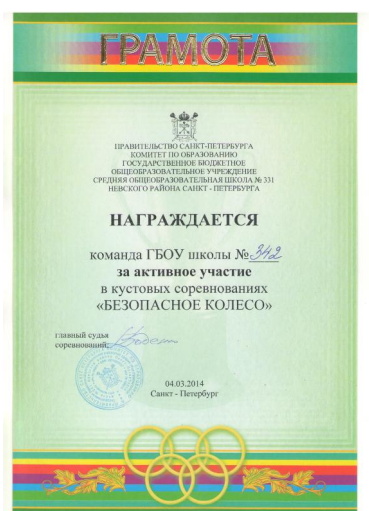 ГРАМОТА
ПРАВИТЕЛЬСТВО САНКТ-ПЕТЕРБУРГА
КОМИТЕТ ПО ОБРАЗОВАНИЮ
ГОСУДАРСТВЕННОЕ БЮДЖЕТНОЕ
ОБЩЕОБРАЗОВАТЕЛЬНОЕ УЧРЕЖДЕНИЕ
СРЕДНЯЯ ОБЩЕОБРАЗОВАТЕЛЬНАЯ ШКОЛА № 331
НЕВСКОГО РАЙОНА САНКТ - ПЕТЕРБУРГА
НАГРАЖДАЕТСЯ
команда ГБОУ школы № 342
за активное участие
в кустовых соревнованиях
«БЕЗОПАСНОЕ КОЛЕСО»
главный судья
соревнований:
04.03.2014
Санкт - Петербург